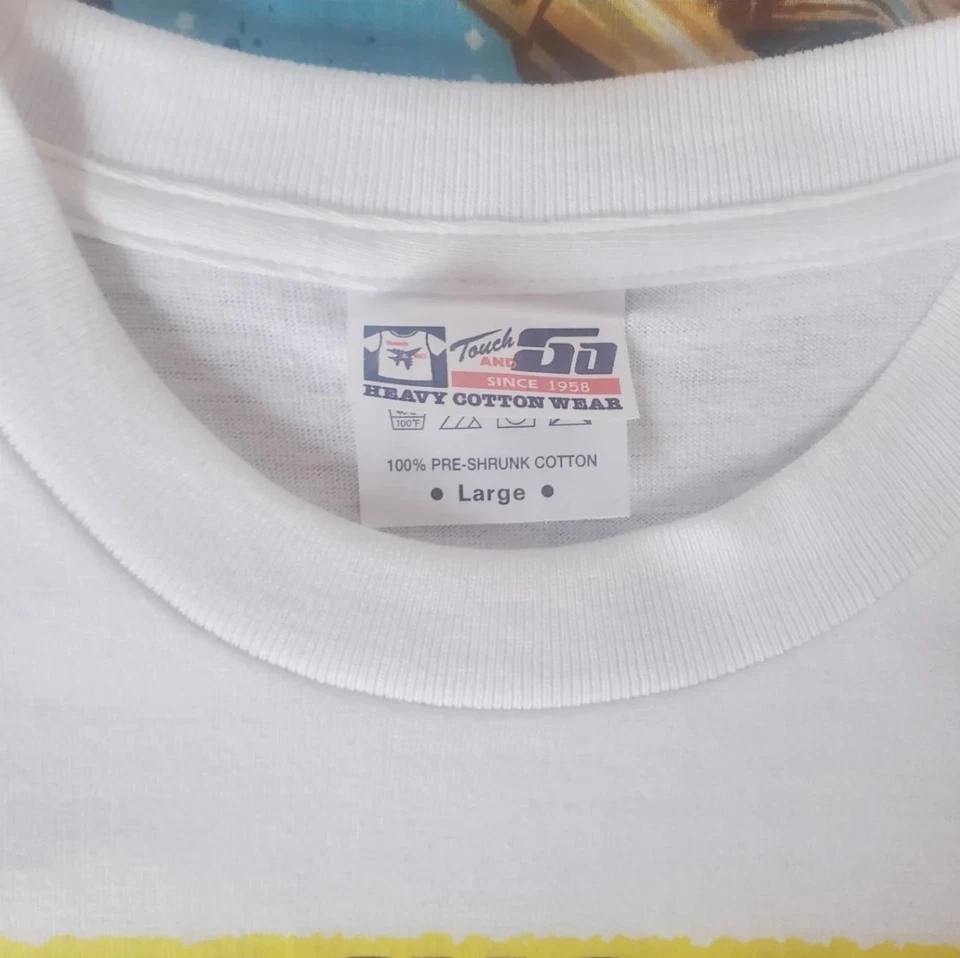 Touch
AND GO
SINCE 1958
HEAVY COTTON WEAR
100°F
100% PRE-SHRUNK COTTON
• Large •